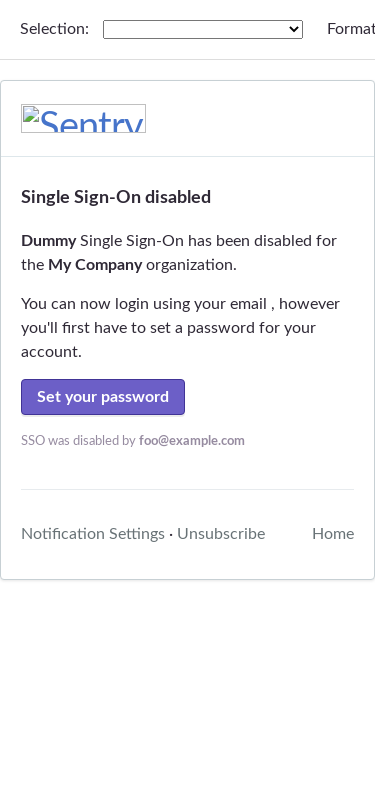 Selection: Format
Sentry
Single Sign-On disabled
Dummy Single Sign-On has been disabled for
the My Company organization.
You can now login using your email , however
you'll first have to set a password for your
account.
Set your password
SSO was disabled by foo@example.com
Notification Settings · Unsubscribe Home